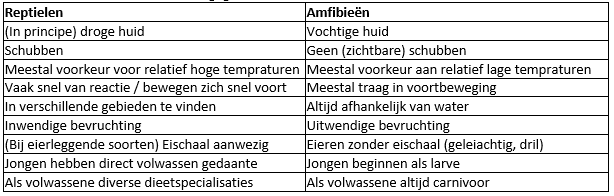 Reptielen Amfibieën
(In principe) droge huid Vochtige huid
Schubben Geen (zichtbare) schubben
Meestal voorkeur voor relatief hoge tempraturen Meestal voorkeur aan relatief lage tempraturen
Vaak snel van reactie / bewegen zich snel voort Meestal traag in voortbeweging
In verschillende gebieden te vinden Altijd afhankelijk van water
Inwendige bevruchting Uitwendige bevruchting
(Bij eierleggende soorten) Eischaal aanwezig Eieren zonder eischaal (geleiachtig, dril)
Jongen hebben direct volwassen gedaante Jongen beginnen als larve
Als volwassene diverse dieetspecialisaties Als volwassene altijd carnivoor